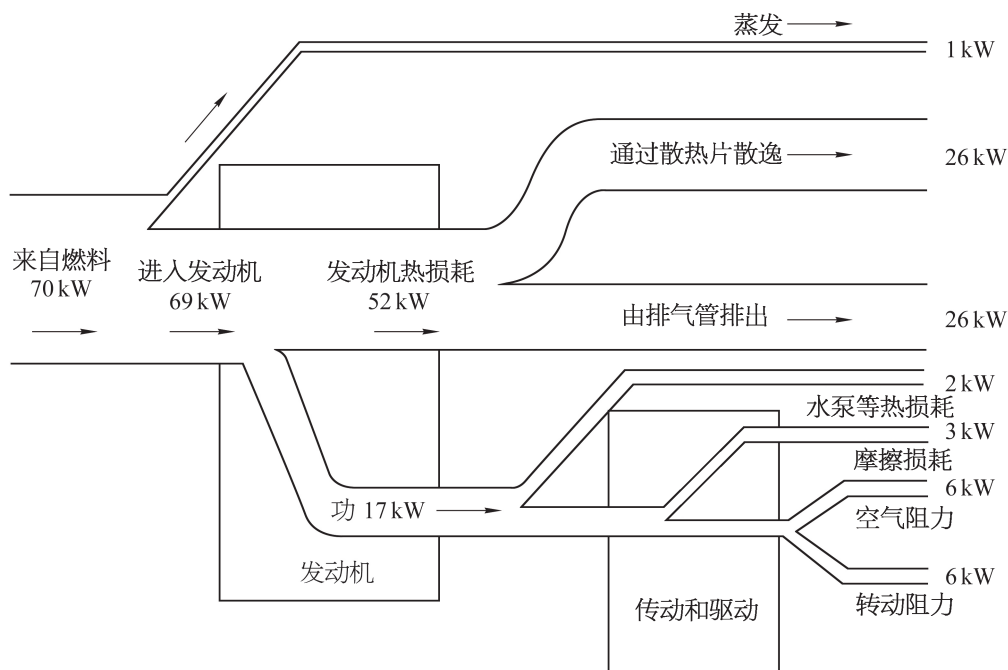 蒸发
1 kW
通过散热片散逸
26 kW
来自燃料
70 kW
进入发动机
69 kW
发动机热损耗
52 kW
由排气管排出
26 kW
2 kW
水泵等热损耗
3 kW
摩擦损耗
6 kW
空气阻力
功 17 kW
发动机
6 kW
转动阻力
传动和驱动